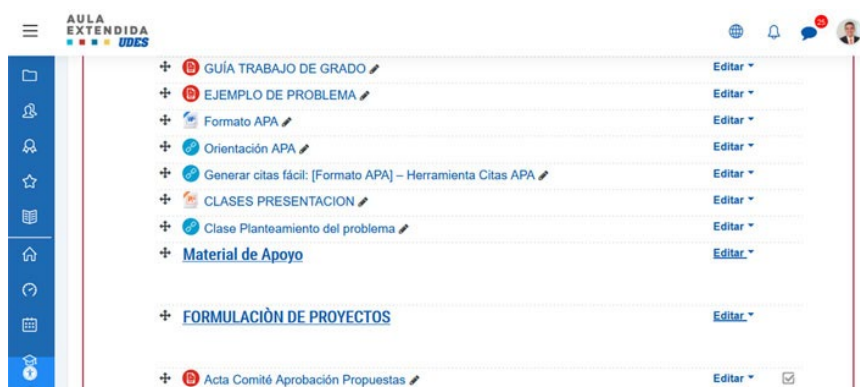 AULA
EXTENDIDA
UDES
25
GUÍA TRABAJO DE GRADO Editar
EJEMPLO DE PROBLEMA Editar
Formato APA Editar
Orientación APA Editar
Generar citas fácil: [Formato APA] – Herramienta Citas APA Editar
CLASES PRESENTACION Editar
Clase Planteamiento del problema Editar
Material de Apoyo Editar
FORMULACIÒN DE PROYECTOS Editar
Acta Comité Aprobación Propuestas Editar